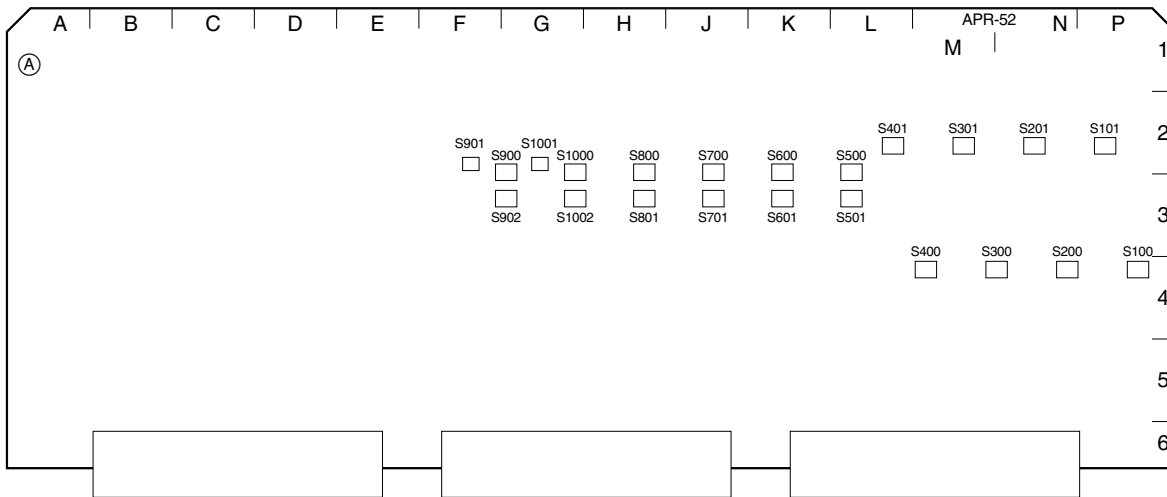 A B C D E F G H J K L M APR-52 N P
Ⓐ
1
S401 S301 S201 S101
2
S901 S1001
S900 S1000 S800 S700 S600 S500
S902 S1002 S801 S701 S601 S501
3
S400 S300 S200 S100
4
5
6